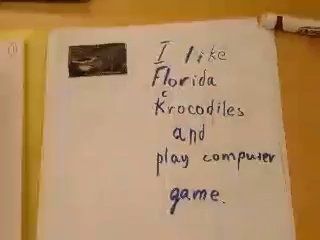 I like
Florida
c
Krocodiles
and
play computer
game.